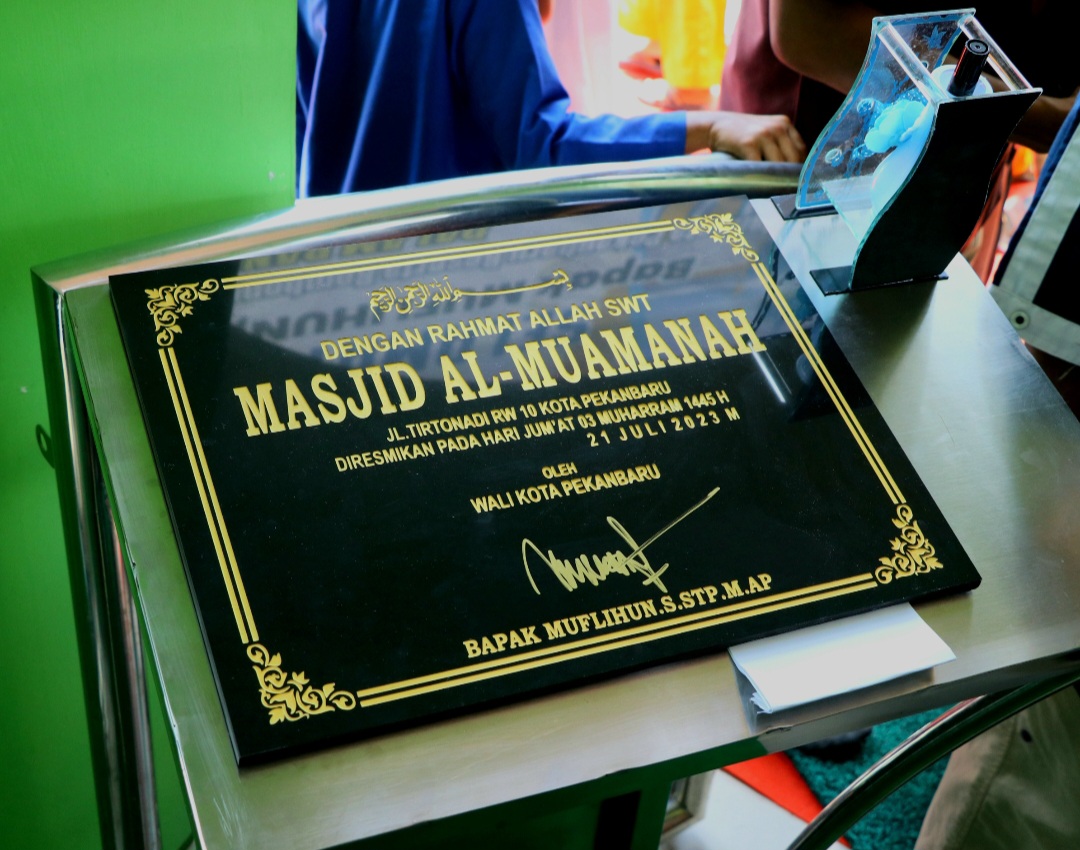 بسم الله الرحمن الرحيم
DENGAN RAHMAT ALLAH SWT
MASJID AL-MUAMANAH
JL.TIRTONADI RW 10 KOTA PEKANBARU
DIRESMIKAN PADA HARI JUM'AT 03 MUHARRAM 1445 H
21 JULI 2023 M
OLEH
WALI KOTA PEKANBARU
BAPAK MUFLIHUN.S.STP.M.AP